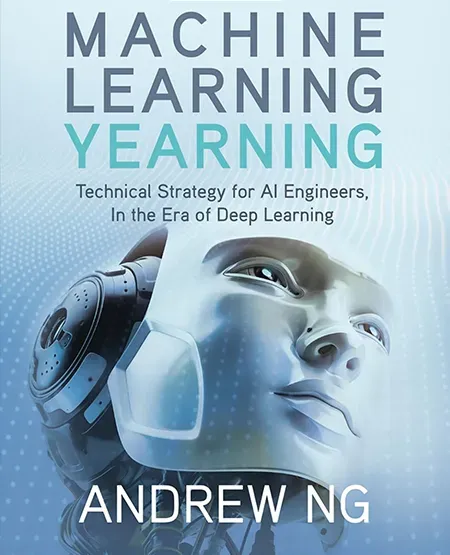 MACHINE
LEARNING
YEARNING
Technical Strategy for AI Engineers,
In the Era of Deep Learning
ANDREW NG